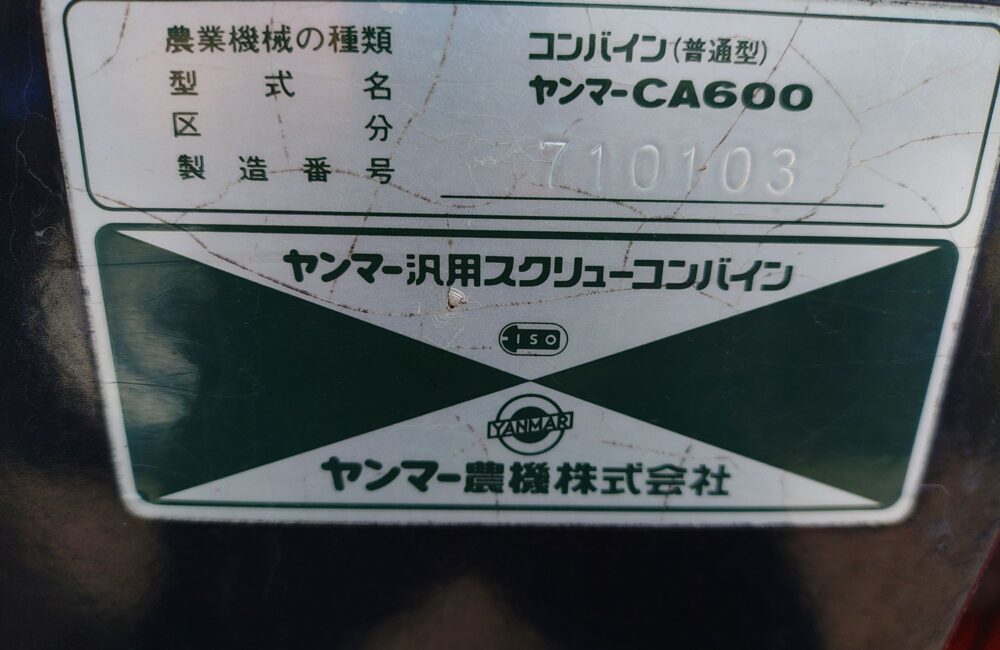 農業機械の種類 コンバイン(普通型)
型式名 ヤンマーCA600
区分
製造番号 710103
ヤンマー汎用スクリューコンバイン
ISO
YANMAR
ヤンマー農機株式会社